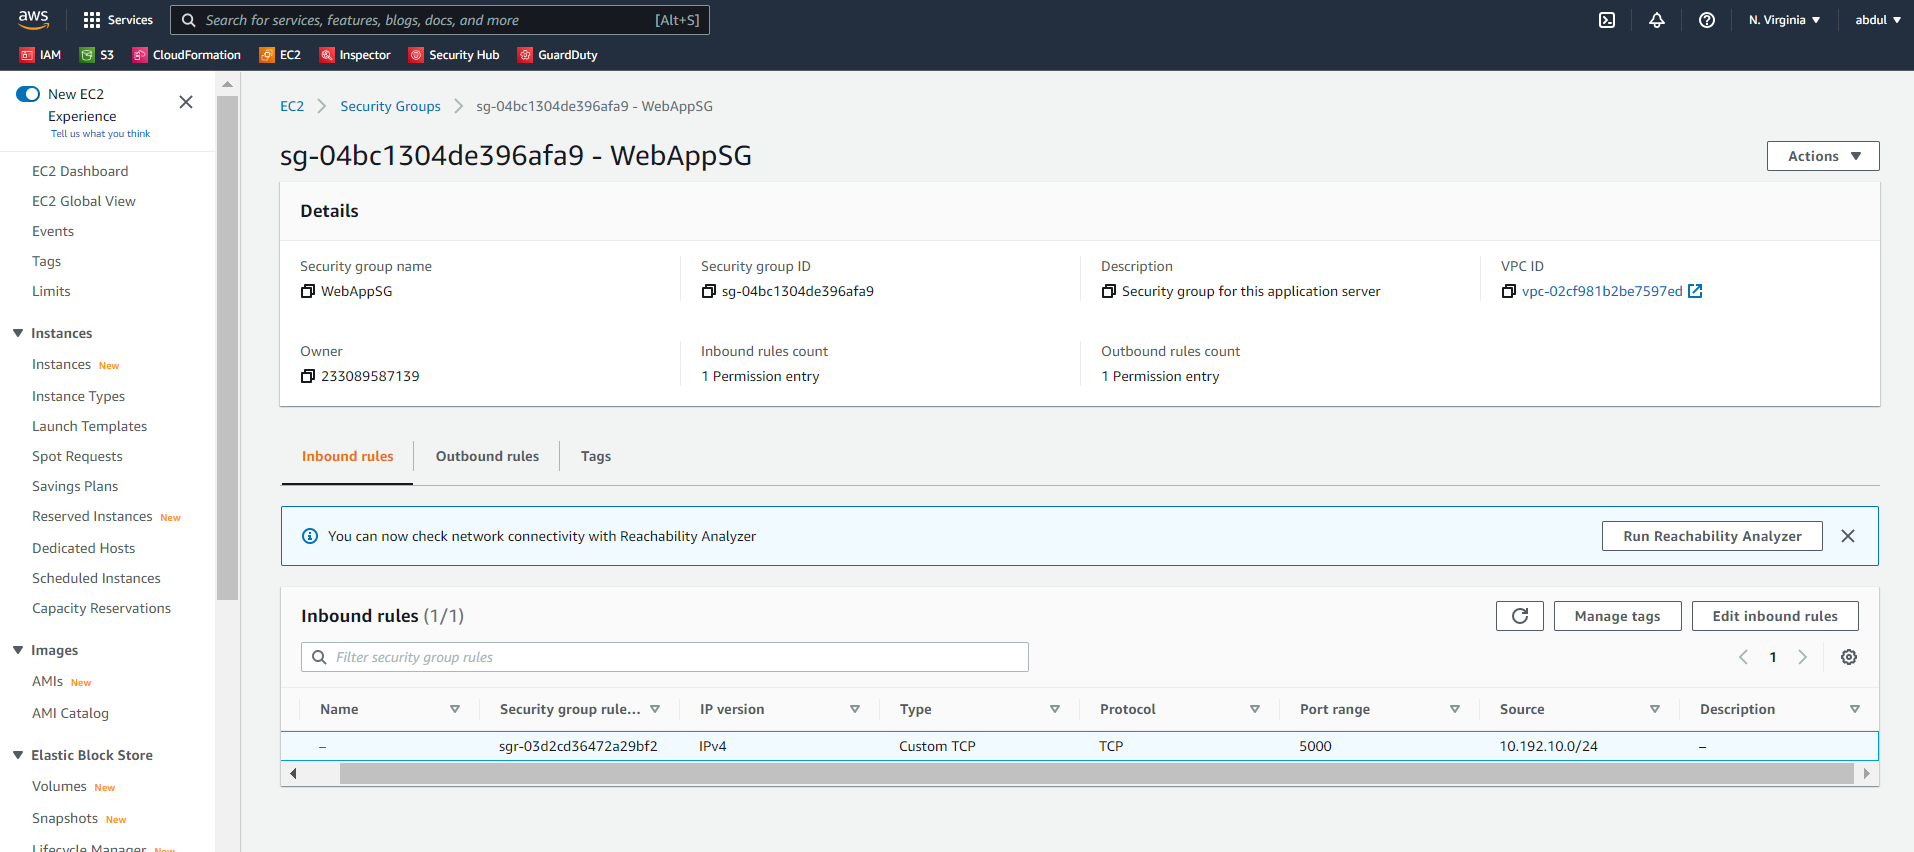 aws Services Search for services, features, blogs, docs, and more [Alt+S] N. Virginia abdul
IAM S3 CloudFormation EC2 Inspector Security Hub GuardDuty
New EC2 Experience
Tell us what you think
EC2 Dashboard
EC2 Global View
Events
Tags
Limits
Instances
Instances New
Instance Types
Launch Templates
Spot Requests
Savings Plans
Reserved Instances New
Dedicated Hosts
Scheduled Instances
Capacity Reservations
Images
AMIs New
AMI Catalog
Elastic Block Store
Volumes New
Snapshots New
Lifecycle Manager New
EC2 Security Groups sg-04bc1304de396afa9 - WebAppSG
sg-04bc1304de396afa9 - WebAppSG
Actions
Details
Security group name
WebAppSG
Security group ID
sg-04bc1304de396afa9
Description
Security group for this application server
VPC ID
vpc-02cf981b2be7597ed
Owner
233089587139
Inbound rules count
1 Permission entry
Outbound rules count
1 Permission entry
Inbound rules Outbound rules Tags
You can now check network connectivity with Reachability Analyzer
Run Reachability Analyzer
Inbound rules (1/1)
Manage tags Edit inbound rules
Filter security group rules
1
Name Security group rule... IP version Type Protocol Port range Source Description
– sgr-03d2cd36472a29bf2 IPv4 Custom TCP TCP 5000 10.192.10.0/24 –